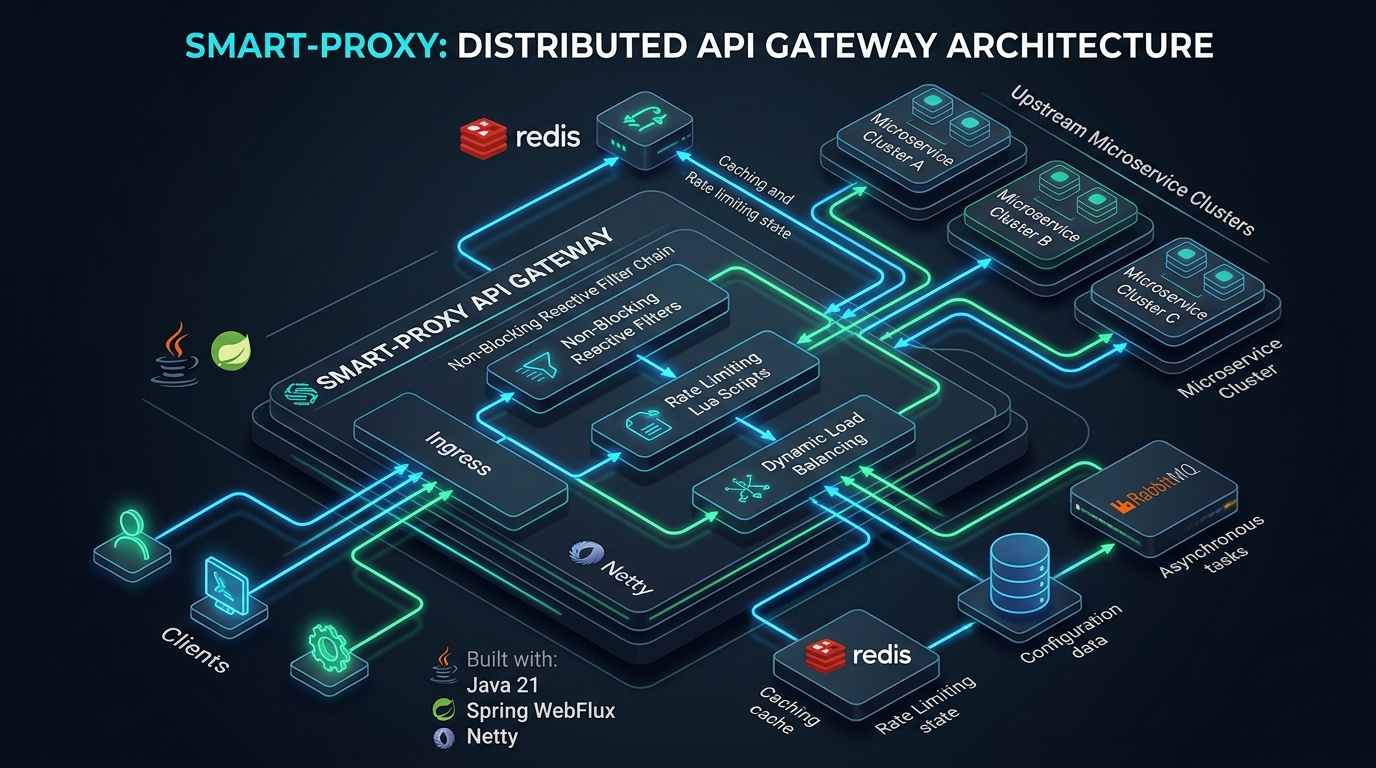 SMART-PROXY: DISTRIBUTED API GATEWAY ARCHITECTURE
redis
Caching and
Rate limiting state
Upstream Microservice Clusters
Microservice
Cluster A
Microservice
Cluster B
Microservice
Cluster C
Microservice
Cluster
SMART-PROXY API GATEWAY
Non-Blocking Reactive Filter Chain
Non-Blocking
Reactive Filters
Rate Limiting
Lua Scripts
Dynamic Load
Balancing
Ingress
Netty
Clients
RabbitMQ
Asynchronous
tasks
Configuration
data
redis
Caching
cache
Rate Limiting
state
Built with:
Java 21
Spring WebFlux
Netty